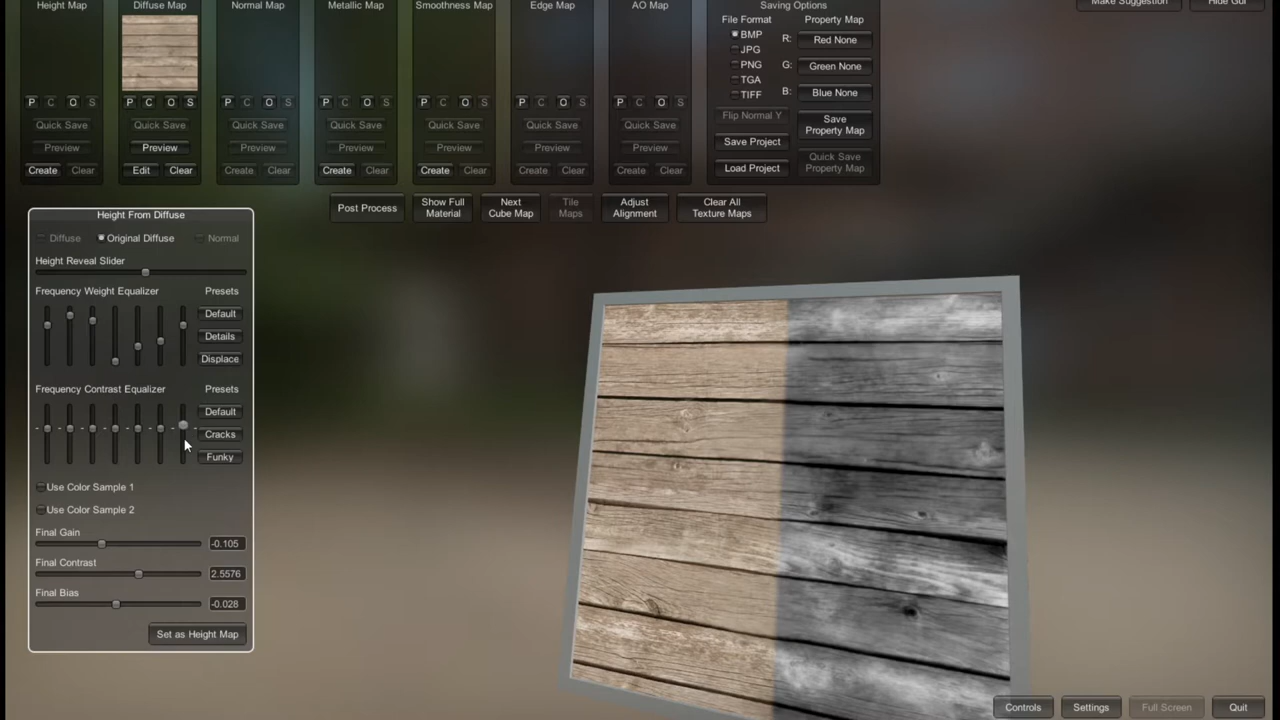 Height Map
Diffuse Map
Normal Map
Metallic Map
Smoothness Map
Edge Map
AO Map
Saving Options
Make Suggestion
Hide Gui
File Format
Property Map
BMP
JPG
PNG
TGA
TIFF
R: Red None
G: Green None
B: Blue None
P C O S
P C O S
P C O S
P C O S
P C O S
P C O S
P C O S
Quick Save
Quick Save
Quick Save
Quick Save
Quick Save
Quick Save
Quick Save
Flip Normal Y
Save
Property Map
Preview
Preview
Preview
Preview
Preview
Preview
Preview
Save Project
Quick Save
Property Map
Create Clear
Edit Clear
Create Clear
Create Clear
Create Clear
Create Clear
Create Clear
Load Project
Post Process
Show Full
Material
Next
Cube Map
Tile
Maps
Adjust
Alignment
Clear All
Texture Maps
Height From Diffuse
Diffuse Original Diffuse Normal
Height Reveal Slider
Frequency Weight Equalizer Presets
Default
Details
Displace
Frequency Contrast Equalizer Presets
Default
Cracks
Funky
Use Color Sample 1
Use Color Sample 2
Final Gain
-0.105
Final Contrast
2.5576
Final Bias
-0.028
Set as Height Map
Controls Settings Full Screen Quit